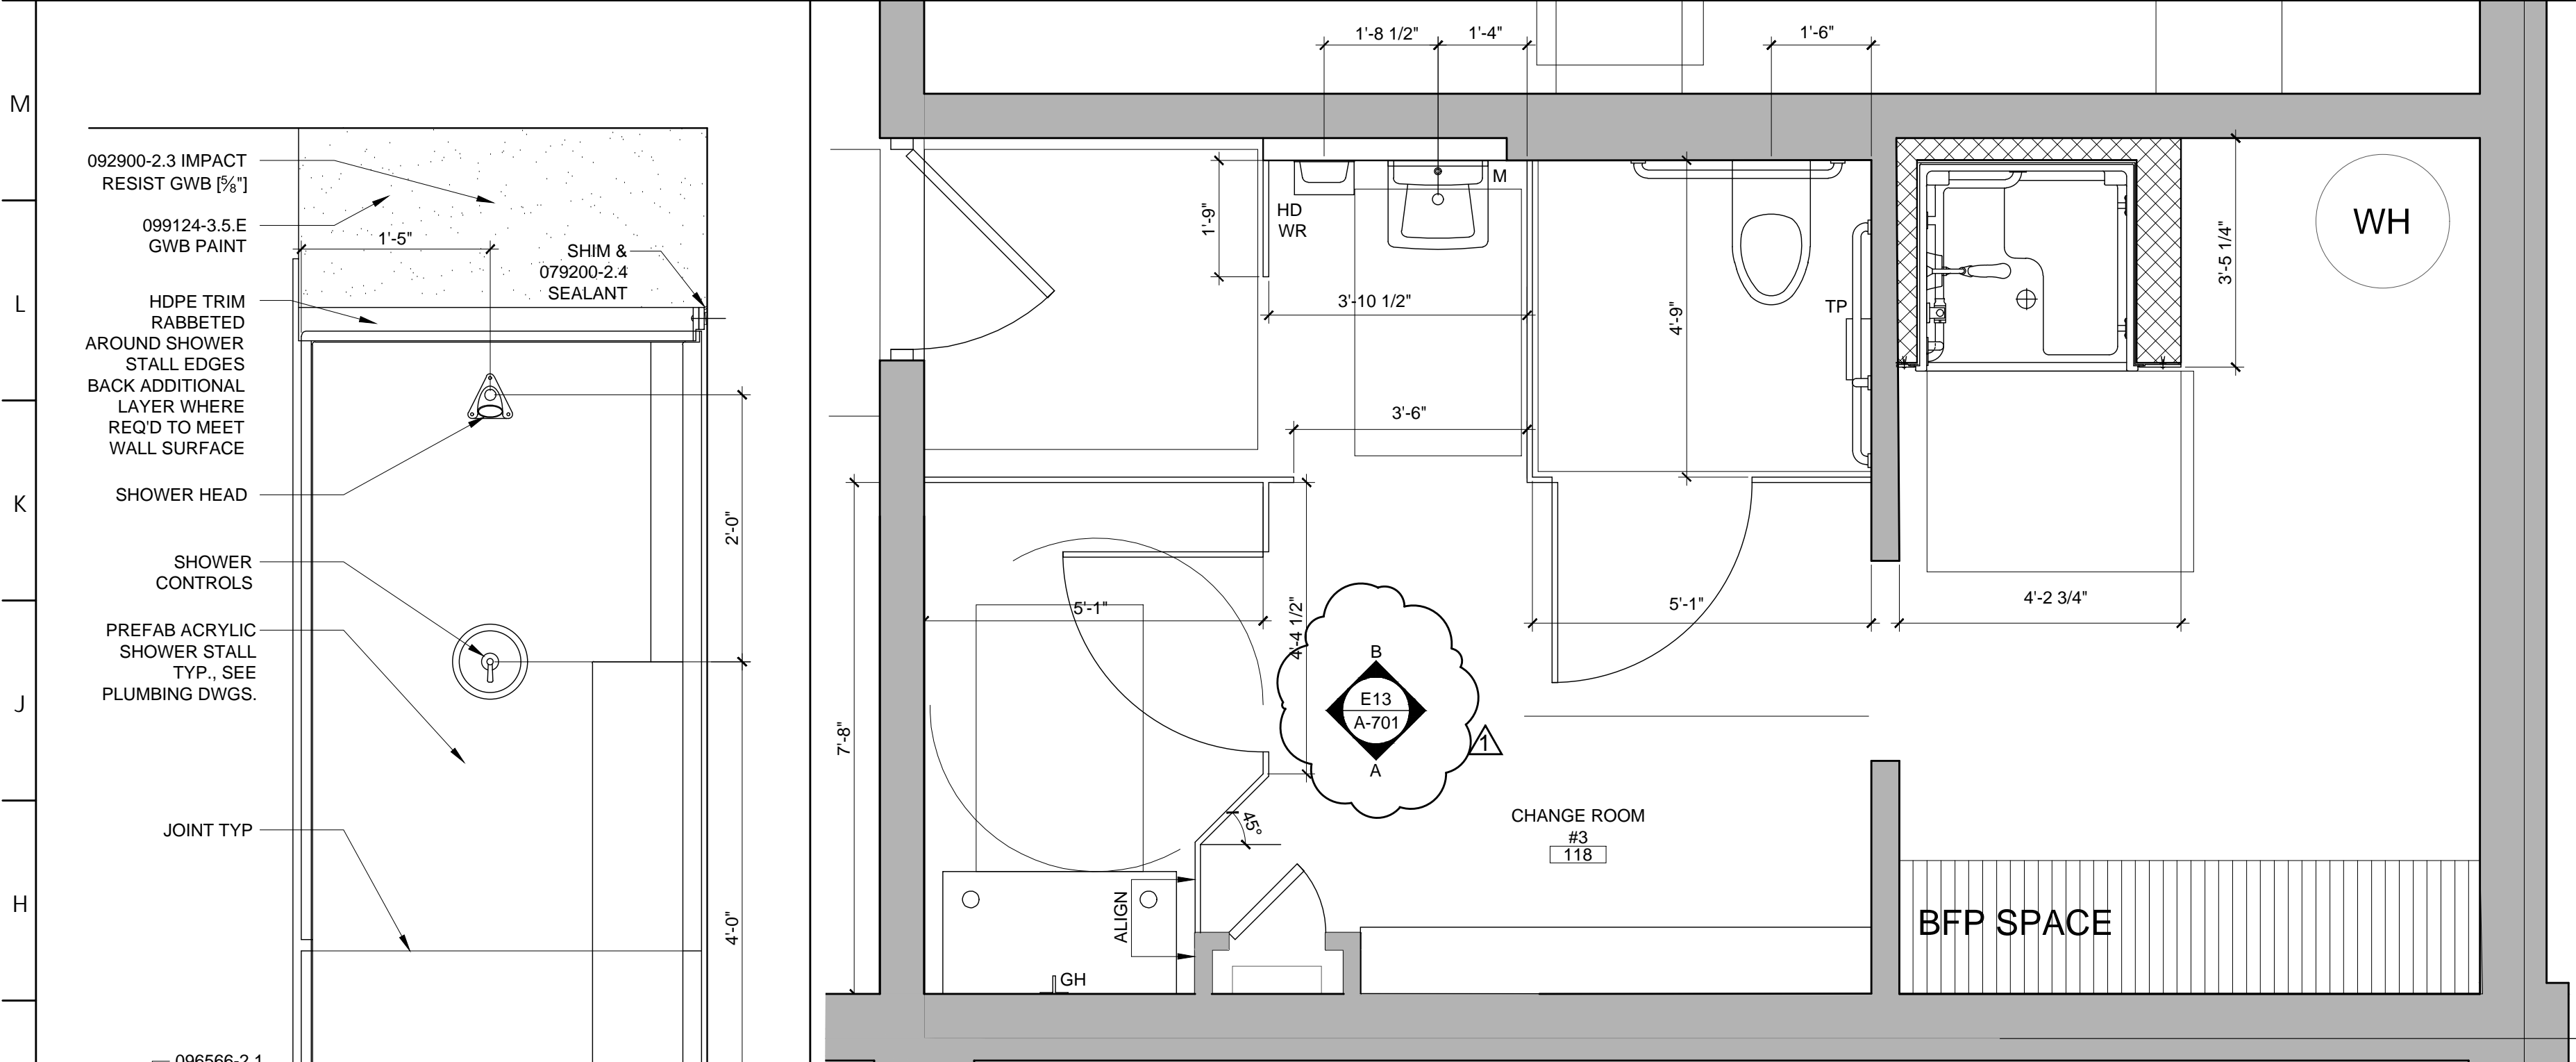 M
L
K
J
H
092900-2.3 IMPACT
RESIST GWB [⅝"]
099124-3.5.E
GWB PAINT
1'-5"
SHIM &
079200-2.4
SEALANT
HDPE TRIM
RABBETED
AROUND SHOWER
STALL EDGES
BACK ADDITIONAL
LAYER WHERE
REQ'D TO MEET
WALL SURFACE
SHOWER HEAD
2'-0"
SHOWER
CONTROLS
PREFAB ACRYLIC
SHOWER STALL
TYP., SEE
PLUMBING DWGS.
JOINT TYP
4'-0"
096566-2.1
1'-8 1/2"
1'-4"
1'-6"
M
HD
WR
1'-9"
3'-10 1/2"
4'-9"
TP
3'-5 1/4"
WH
3'-6"
7'-8"
5'-1"
4'-4 1/2"
5'-1"
4'-2 3/4"
B
E13
A-701
A
1
45°
CHANGE ROOM
#3
118
ALIGN
GH
BFP SPACE